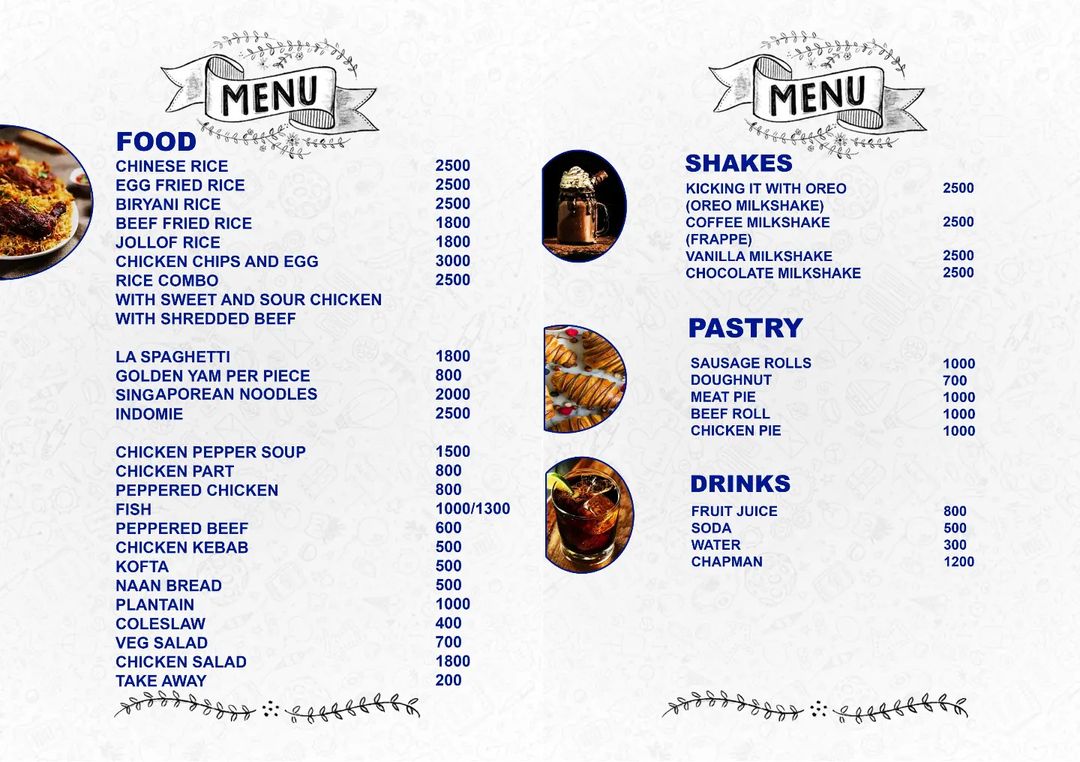 MENU
FOOD
CHINESE RICE 2500
EGG FRIED RICE 2500
BIRYANI RICE 2500
BEEF FRIED RICE 1800
JOLLOF RICE 1800
CHICKEN CHIPS AND EGG 3000
RICE COMBO 2500
WITH SWEET AND SOUR CHICKEN
WITH SHREDDED BEEF
LA SPAGHETTI 1800
GOLDEN YAM PER PIECE 800
SINGAPOREAN NOODLES 2000
INDOMIE 2500
CHICKEN PEPPER SOUP 1500
CHICKEN PART 800
PEPPERED CHICKEN 800
FISH 1000/1300
PEPPERED BEEF 600
CHICKEN KEBAB 500
KOFTA 500
NAAN BREAD 500
PLANTAIN 1000
COLESLAW 400
VEG SALAD 700
CHICKEN SALAD 1800
TAKE AWAY 200
MENU
SHAKES
KICKING IT WITH OREO 2500
(OREO MILKSHAKE)
COFFEE MILKSHAKE 2500
(FRAPPE)
VANILLA MILKSHAKE 2500
CHOCOLATE MILKSHAKE 2500
PASTRY
SAUSAGE ROLLS 1000
DOUGHNUT 700
MEAT PIE 1000
BEEF ROLL 1000
CHICKEN PIE 1000
DRINKS
FRUIT JUICE 800
SODA 500
WATER 300
CHAPMAN 1200